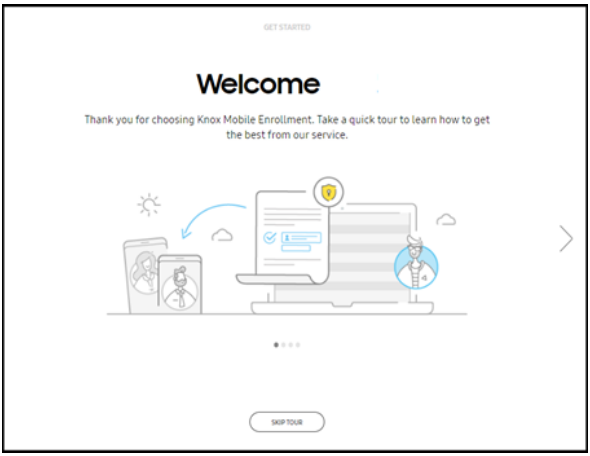 GET STARTED
Welcome
Thank you for choosing Knox Mobile Enrollment. Take a quick tour to learn how to get
the best from our service.
SKIP TOUR